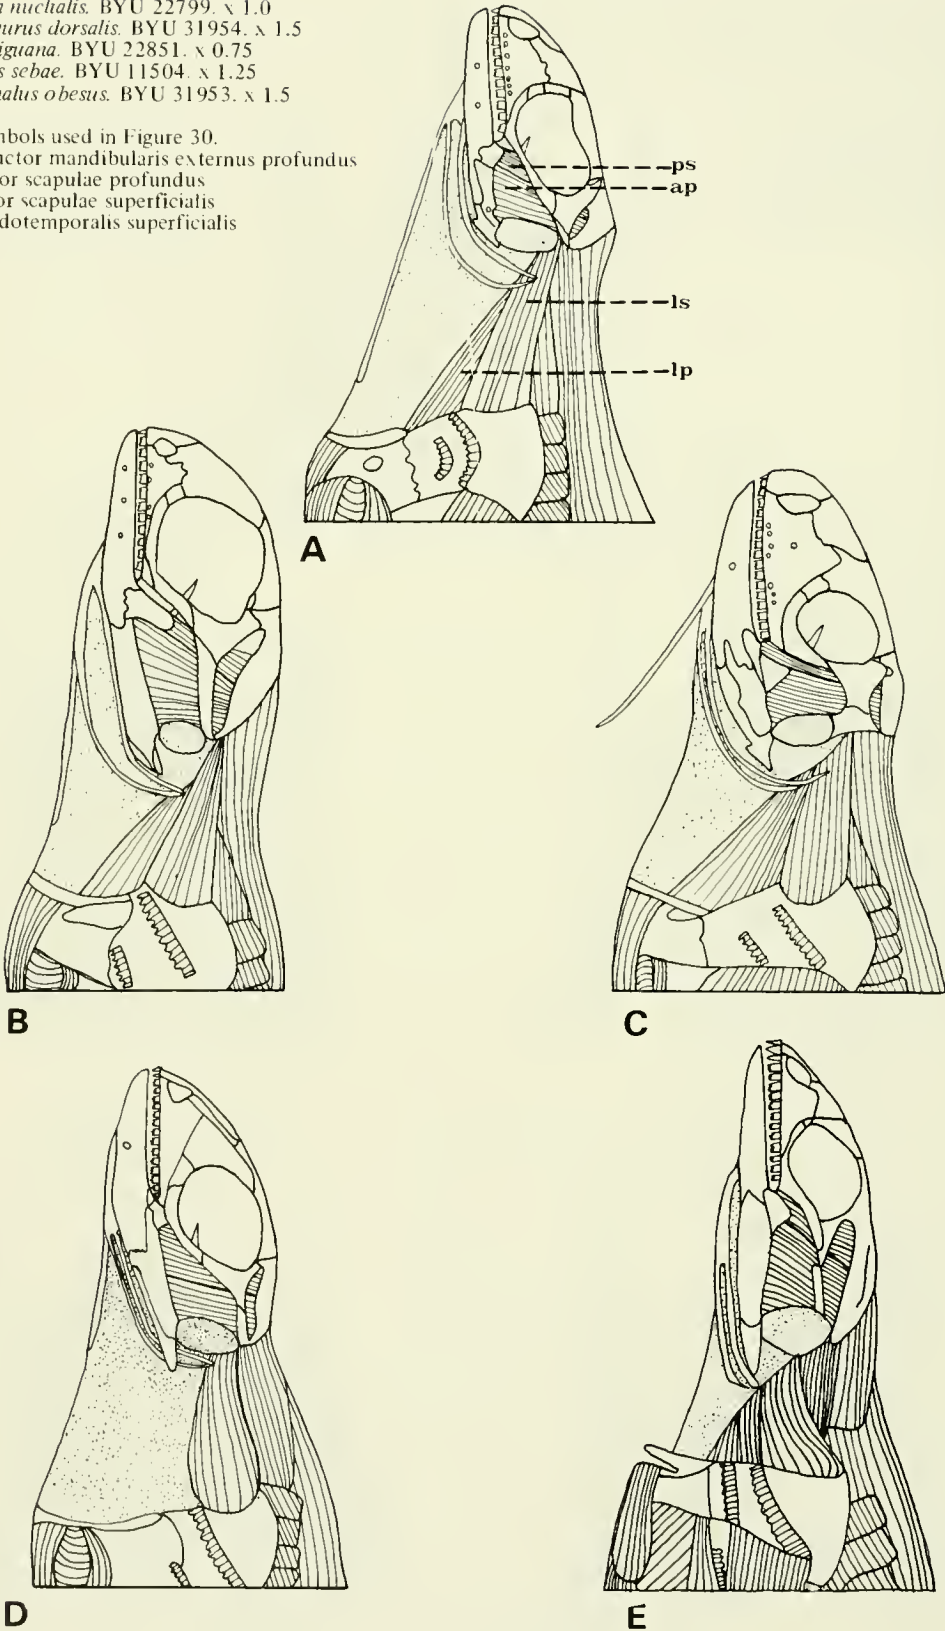 nuchalis. BYU 22799. x 1.0
urus dorsalis. BYU 31954. x 1.5
iguana. BYU 22851. x 0.75
s sebae. BYU 11504. x 1.25
alus obesus. BYU 31953. x 1.5
bols used in Figure 30.
ctor mandibularis externus profundus
or scapulae profundus
or scapulae superficialis
dotemporalis superficialis
ps
ap
ls
lp
A
B
C
D
E